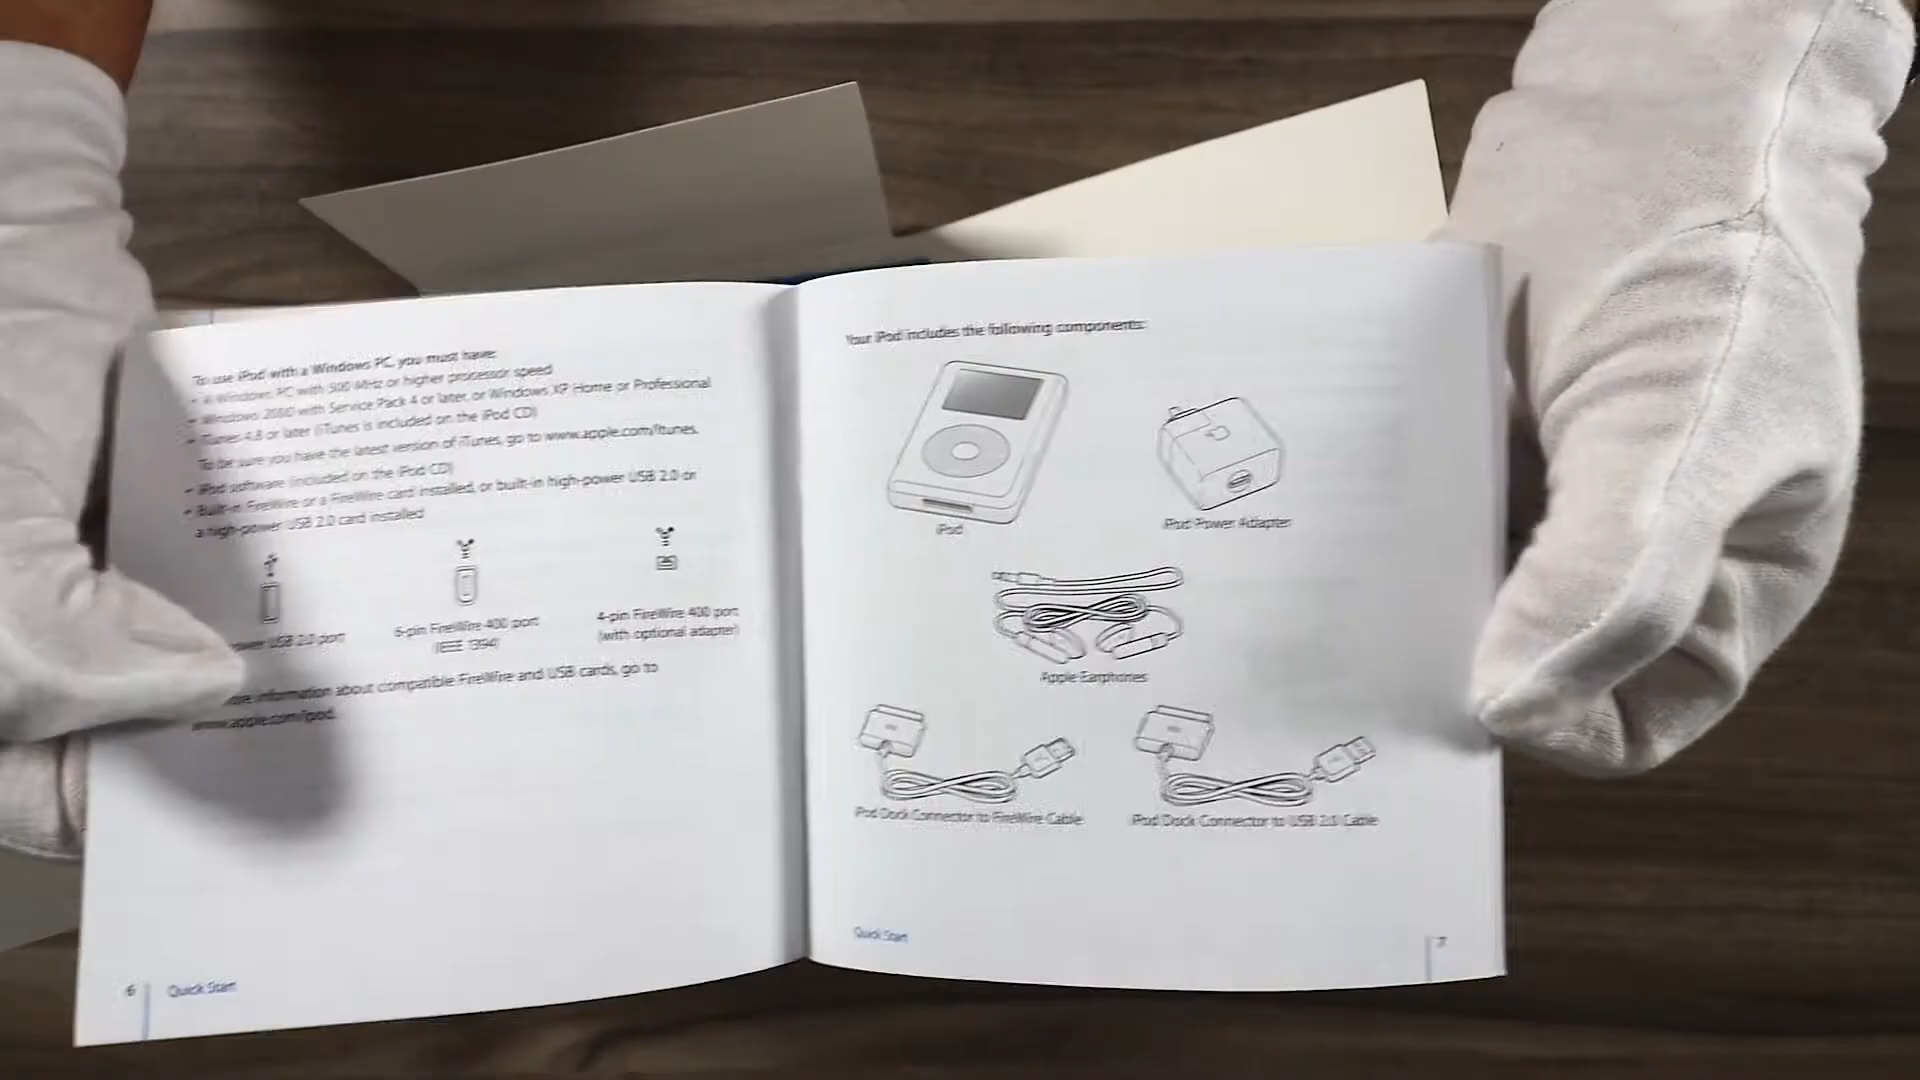 To use iPod with a Windows PC, you must have:
• A Windows PC with 500 MHz or higher processor speed
• Windows 2000 with Service Pack 4 or later, or Windows XP Home or Professional
• iTunes 4.8 or later (iTunes is included on the iPod CD)
To be sure you have the latest version of iTunes, go to www.apple.com/itunes.
• iPod software (included on the iPod CD)
• Built-in FireWire or a FireWire card installed, or built-in high-power USB 2.0 or
a high-power USB 2.0 card installed
power USB 2.0 port
6-pin FireWire 400 port
(IEEE 1394)
4-pin FireWire 400 port
(with optional adapter)
information about compatible FireWire and USB cards, go to
www.apple.com/ipod.
6
Quick Start
Your iPod includes the following components:
iPod
iPod Power Adapter
Apple Earphones
iPod Dock Connector to FireWire Cable
iPod Dock Connector to USB 2.0 Cable
Quick Start
7